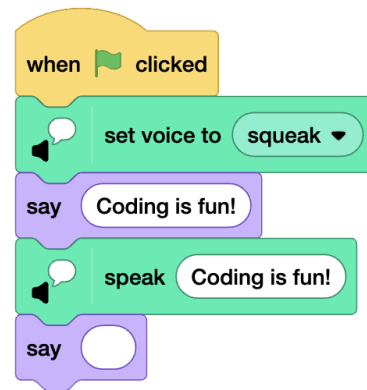 when clicked
set voice to squeak
say Coding is fun!
speak Coding is fun!
say